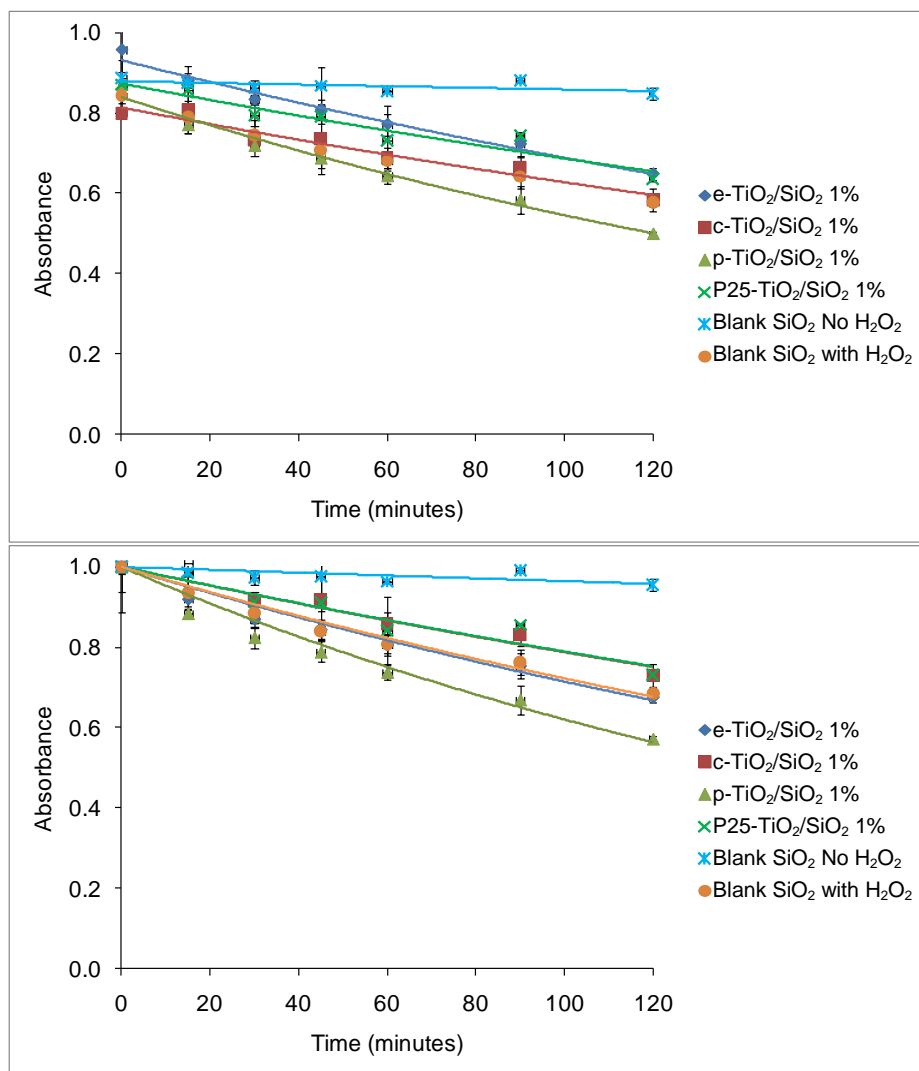 1.0
0.8
0.6
0.4
0.2
0.0
Absorbance
0 20 40 60 80 100 120
Time (minutes)
e-TiO₂/SiO₂ 1%
c-TiO₂/SiO₂ 1%
p-TiO₂/SiO₂ 1%
P25-TiO₂/SiO₂ 1%
Blank SiO₂ No H₂O₂
Blank SiO₂ with H₂O₂
1.0
0.8
0.6
0.4
0.2
0.0
Absorbance
0 20 40 60 80 100 120
Time (minutes)
e-TiO₂/SiO₂ 1%
c-TiO₂/SiO₂ 1%
p-TiO₂/SiO₂ 1%
P25-TiO₂/SiO₂ 1%
Blank SiO₂ No H₂O₂
Blank SiO₂ with H₂O₂